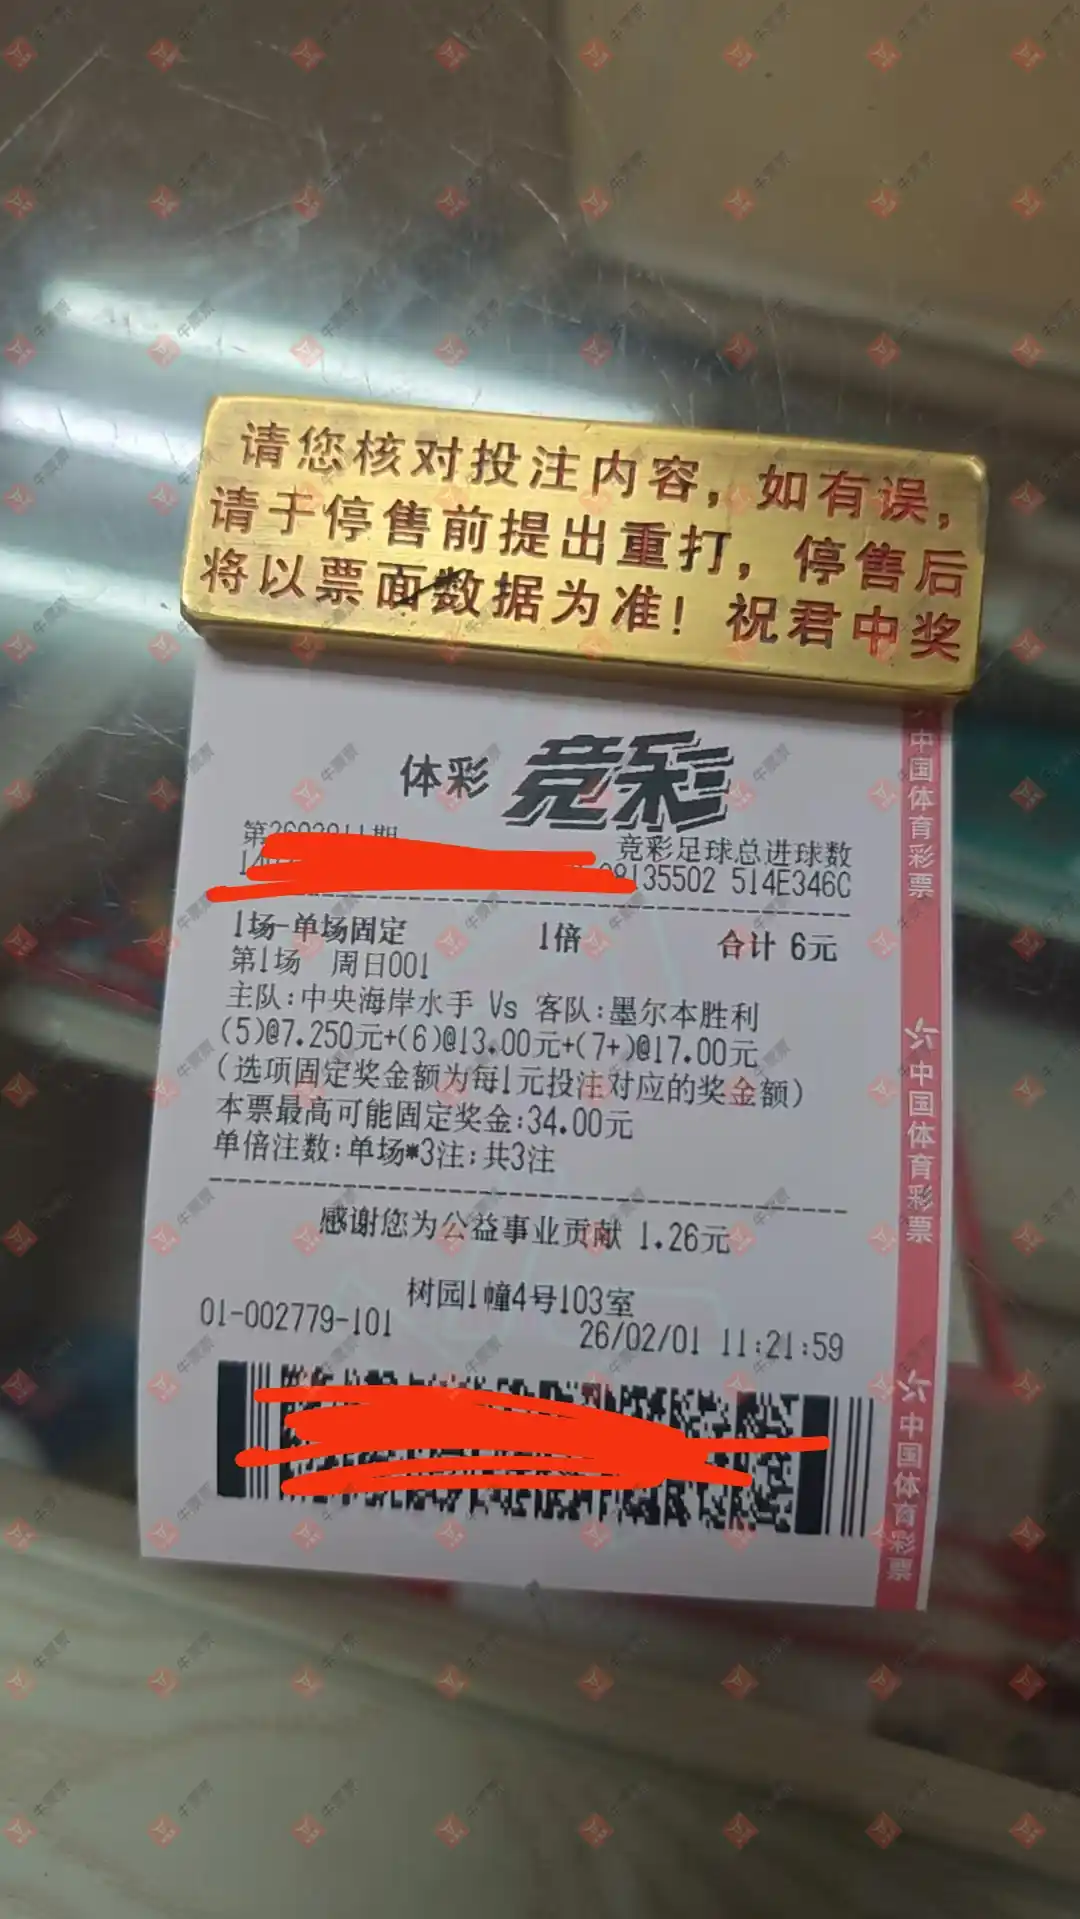 请您核对投注内容，如有误，
请于停售前提出重打，停售后
将以票面数据为准！祝君中奖
体彩 竞彩
竞彩足球总进球数
8135502 514E346C
1场-单场固定 1倍 合计 6元
第1场 周日001
主队:中央海岸水手 Vs 客队:墨尔本胜利
(5)@7.250元+(6)@13.00元+(7+)@17.00元
(选项固定奖金额为每1元投注对应的奖金额)
本票最高可能固定奖金:34.00元
单倍注数:单场*3注;共3注
感谢您为公益事业贡献 1.26元
树园1幢4号103室
01-002779-101 26/02/01 11:21:59
中国体育彩票
中国体育彩票
中国体育彩票
牛票票